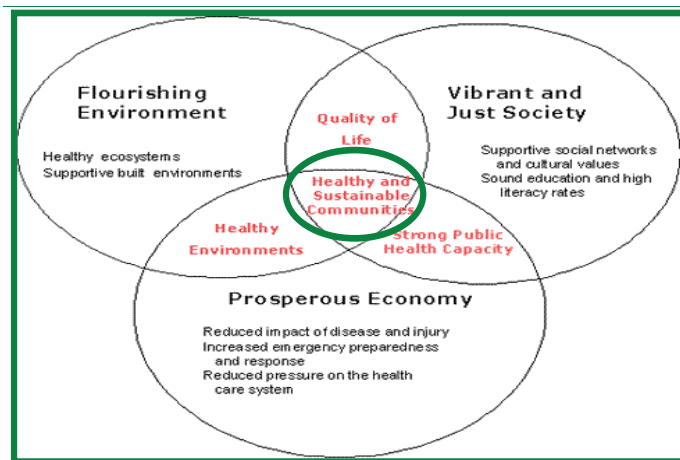 Flourishing
Environment
Healthy ecosystems
Supportive built environments
Quality of
Life
Vibrant and
Just Society
Supportive social networks
and cultural values
Sound education and high
literacy rates
Healthy and
Sustainable
Communities
Healthy
Environments
Strong Public
Health Capacity
Prosperous Economy
Reduced impact of disease and injury
Increased emergency preparedness
and response
Reduced pressure on the health
care system